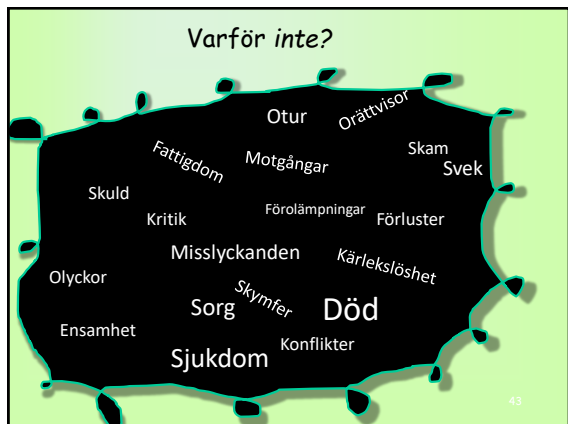 Varför inte?
Otur
Orättvisor
Fattigdom
Motgångar
Skam
Svek
Skuld
Kritik
Förolämpningar
Förluster
Misslyckanden
Kärlekslöshet
Olyckor
Skymfer
Sorg
Död
Ensamhet
Konflikter
Sjukdom
43